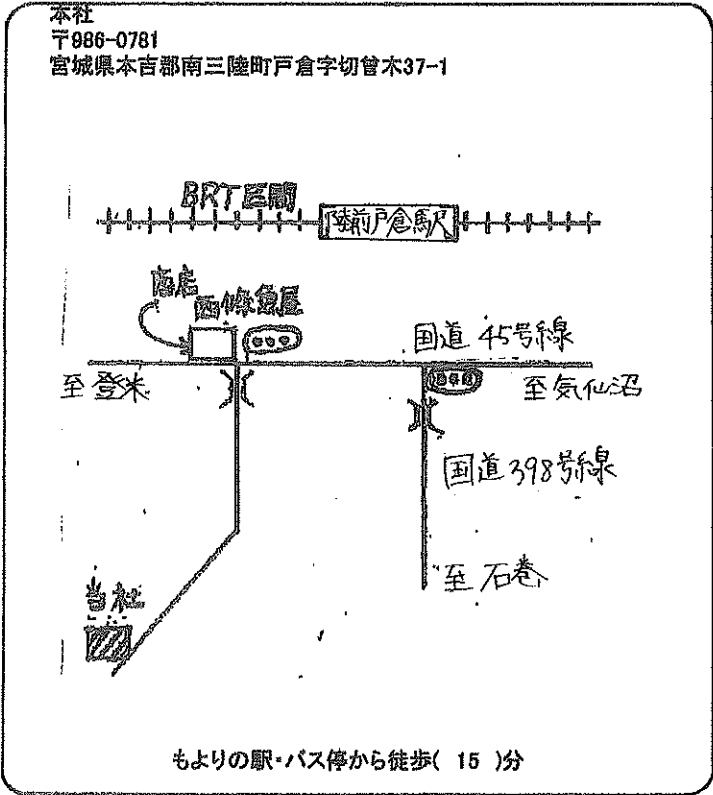 本社
〒986-0781
宮城県本吉郡南三陸町戸倉字切曽木37-1
BRT区間
陸前戸倉駅
商店
西條魚屋
国道45号線
至登米
至気仙沼
国道398号線
至石巻
当社
もよりの駅・バス停から徒歩( 15 )分